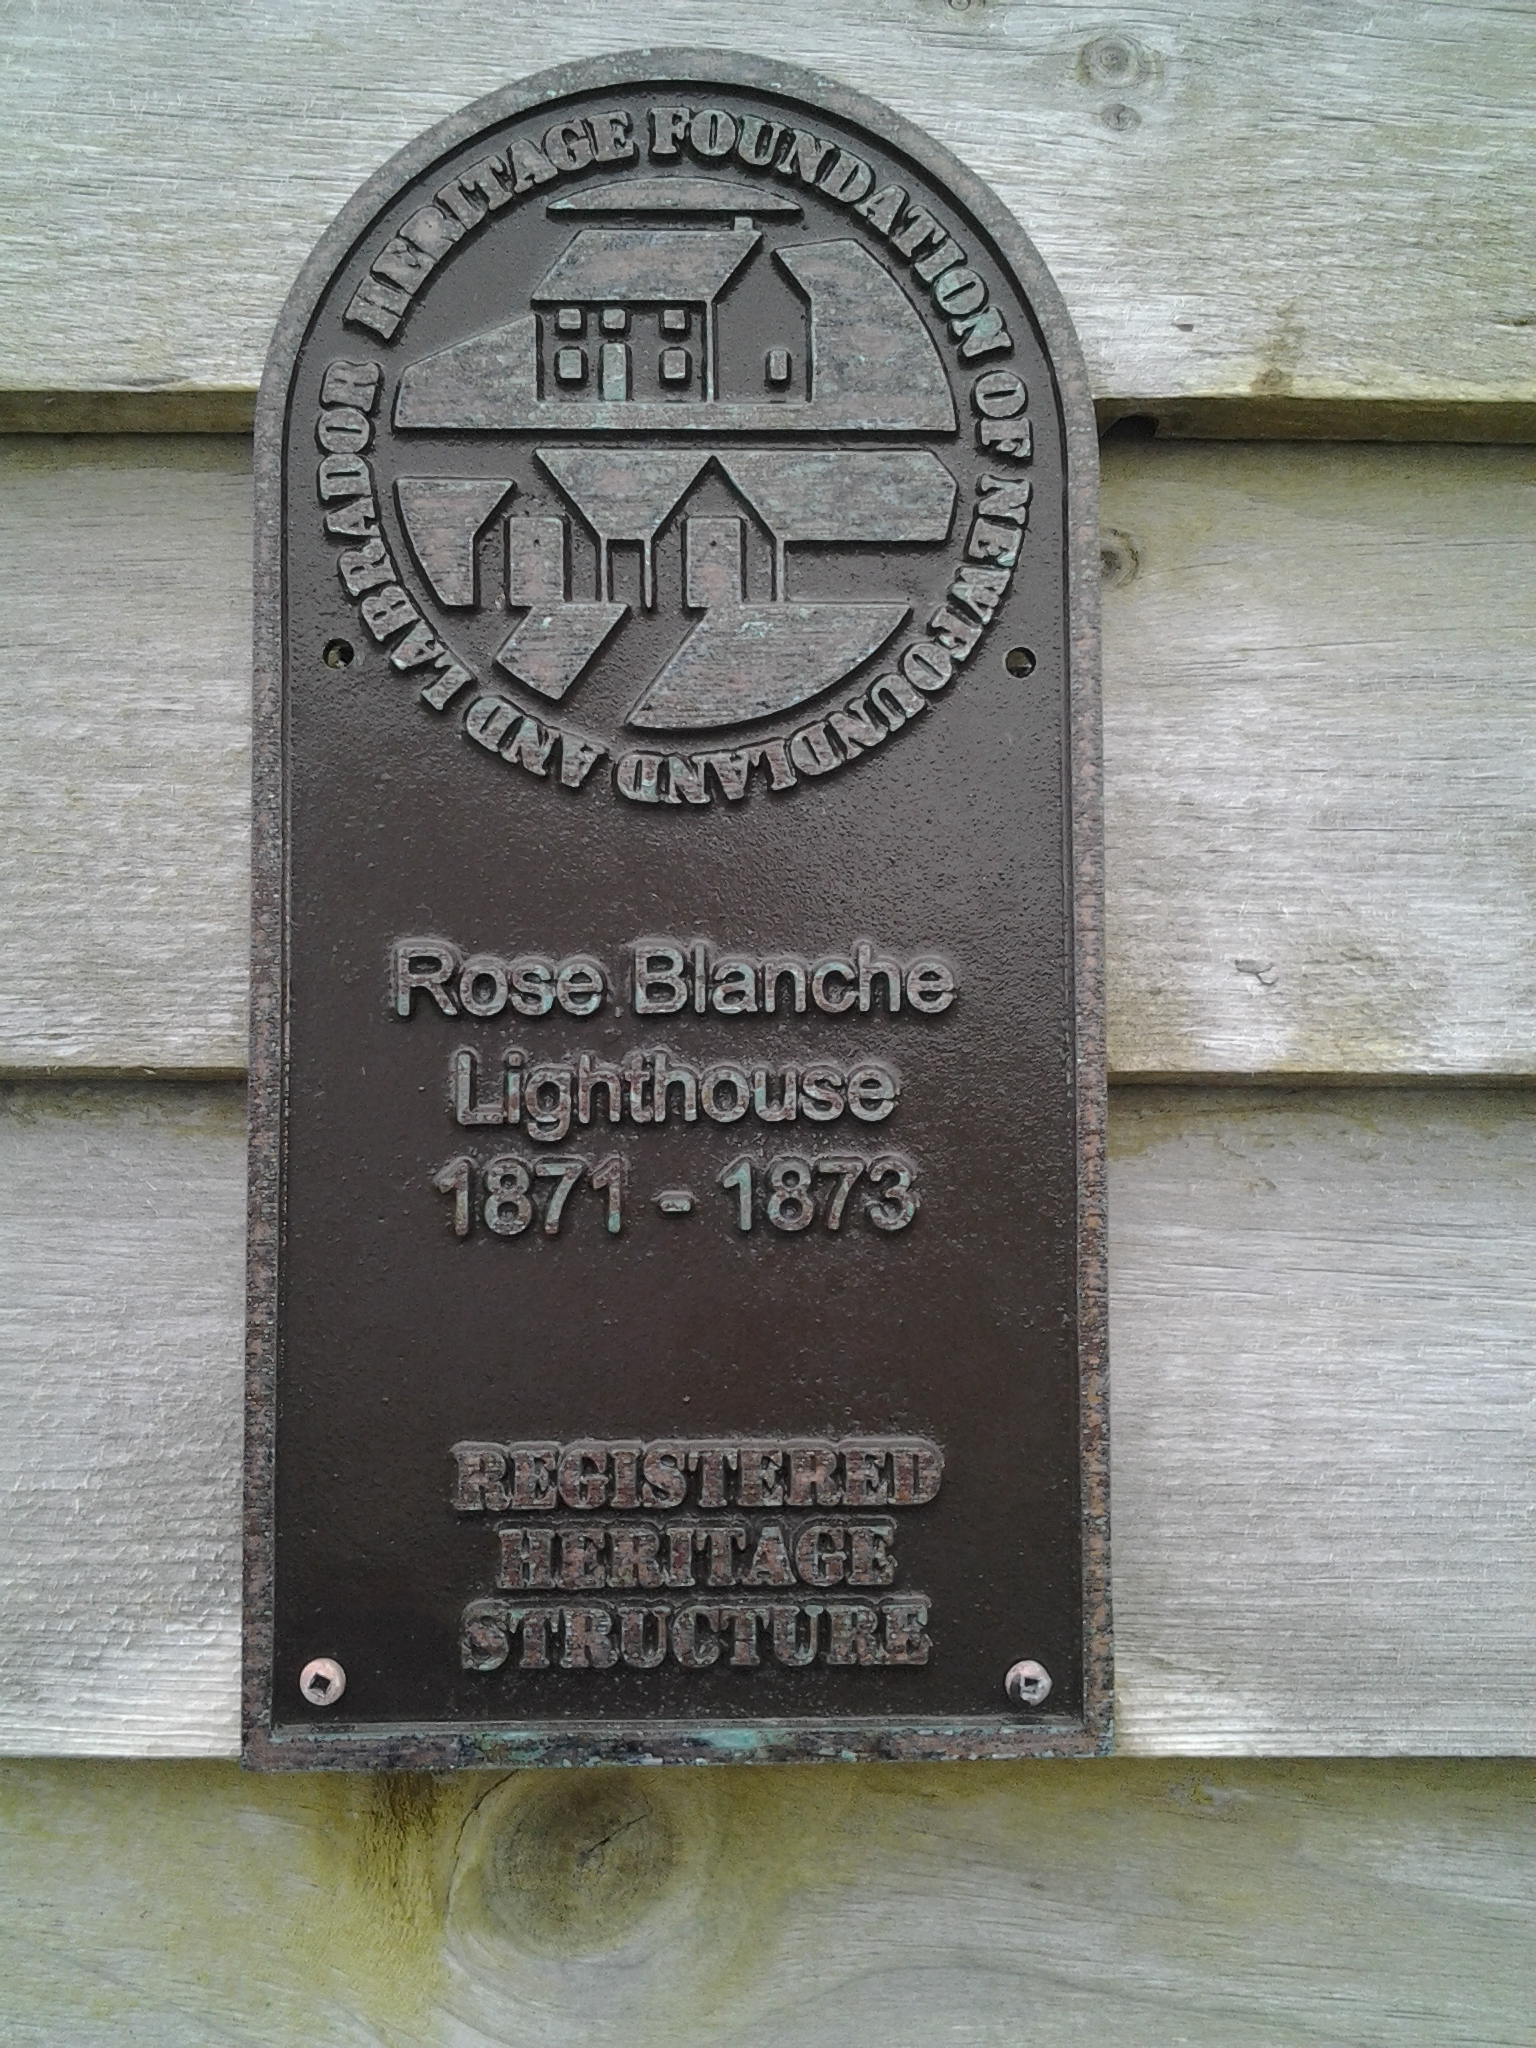 HERITAGE FOUNDATION OF NEWFOUNDLAND AND LABRADOR
Rose Blanche
Lighthouse
1871 - 1873
REGISTERED
HERITAGE
STRUCTURE